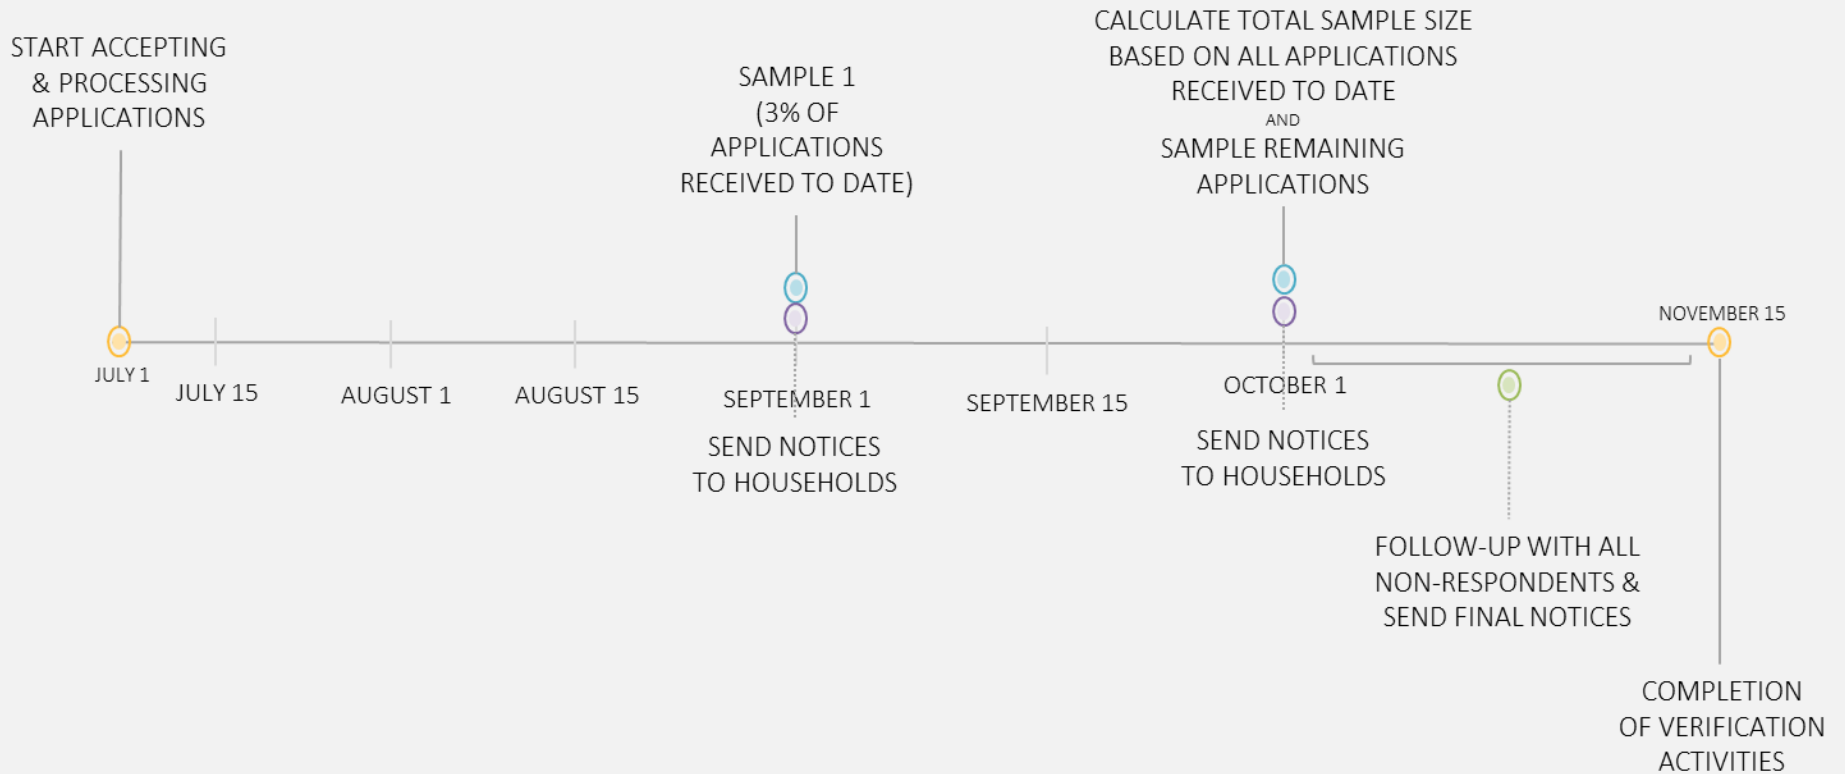 START ACCEPTING
& PROCESSING
APPLICATIONS
SAMPLE 1
(3% OF
APPLICATIONS
RECEIVED TO DATE)
CALCULATE TOTAL SAMPLE SIZE
BASED ON ALL APPLICATIONS
RECEIVED TO DATE
AND
SAMPLE REMAINING
APPLICATIONS
NOVEMBER 15
JULY 1
JULY 15
AUGUST 1
AUGUST 15
SEPTEMBER 1
SEPTEMBER 15
OCTOBER 1
SEND NOTICES
TO HOUSEHOLDS
SEND NOTICES
TO HOUSEHOLDS
FOLLOW-UP WITH ALL
NON-RESPONDENTS &
SEND FINAL NOTICES
COMPLETION
OF VERIFICATION
ACTIVITIES